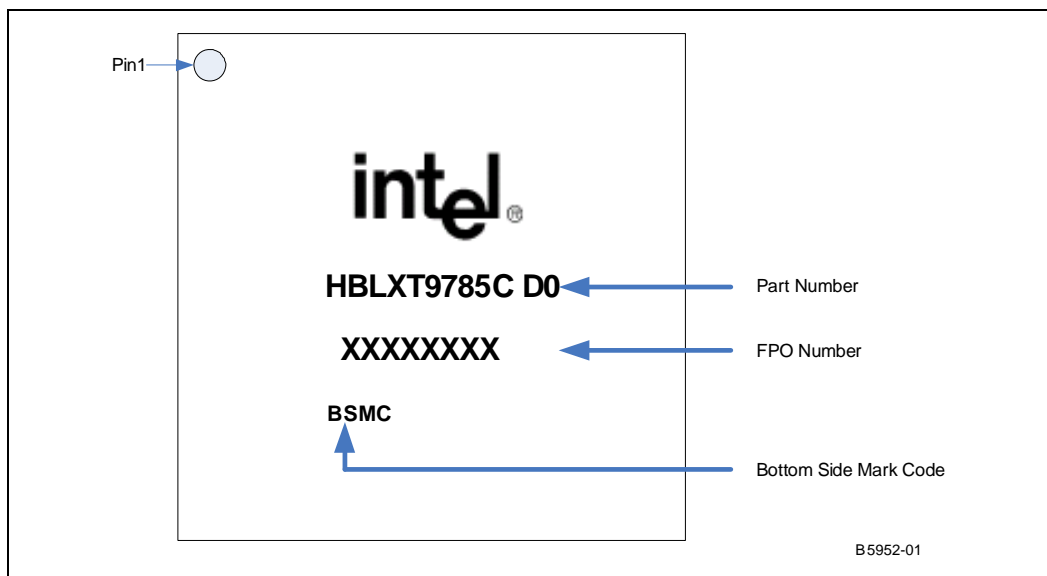 Pin1
intel®
HBLXT9785C D0
Part Number
XXXXXXXX
FPO Number
BSMC
Bottom Side Mark Code
B5952-01